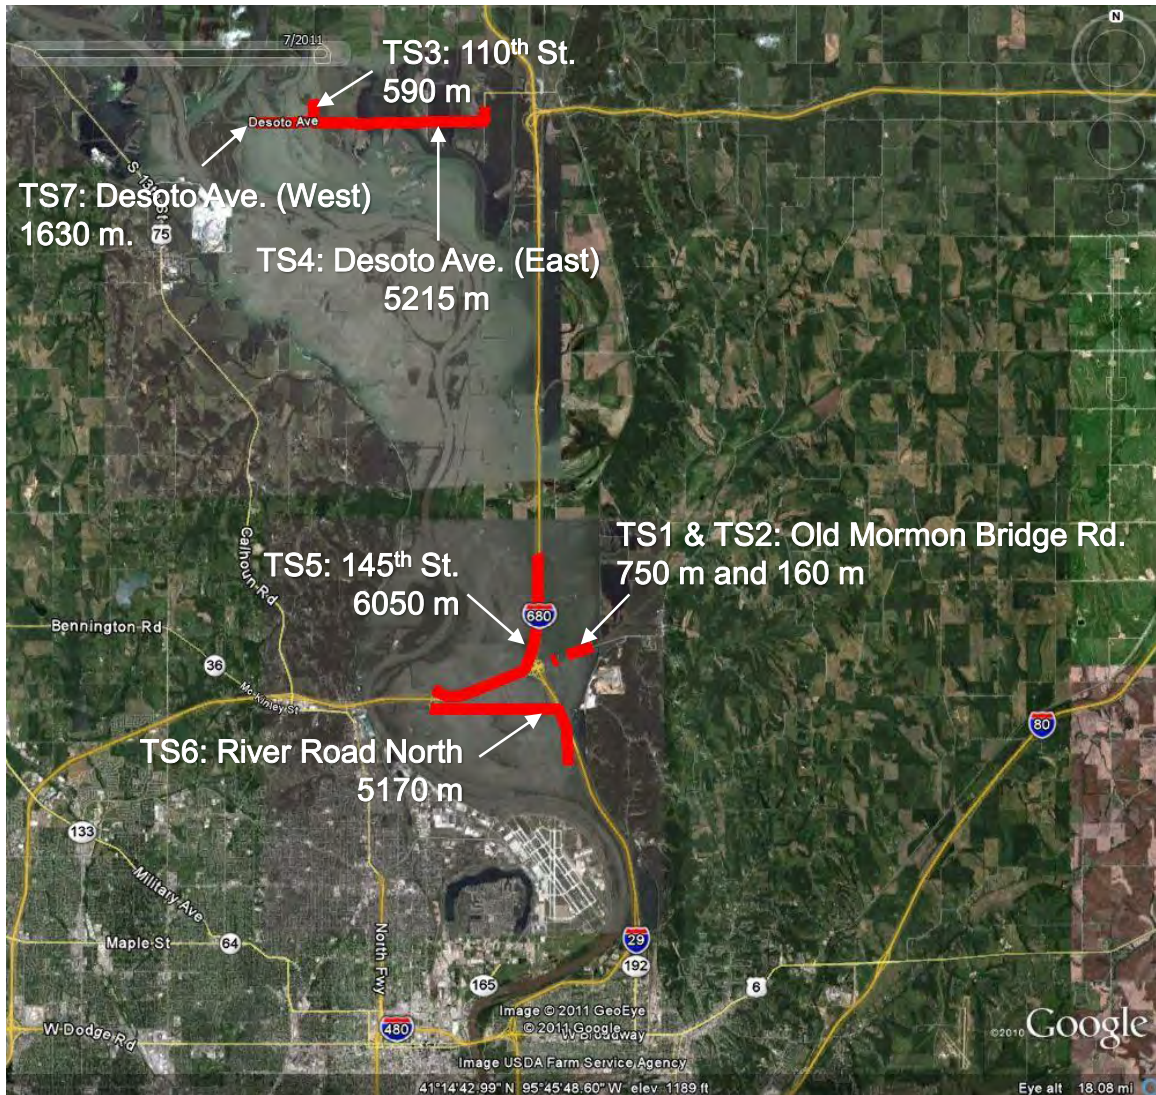 N
7/2011
TS3: 110th St.
590 m
Desoto Ave
TS7: Desoto Ave. (West)
1630 m.
75
TS4: Desoto Ave. (East)
5215 m
TS1 & TS2: Old Mormon Bridge Rd.
750 m and 160 m
TS5: 145th St.
6050 m
Calhoun Rd
680
Bennington Rd
36
McKinley St
80
TS6: River Road North
5170 m
133
Military Ave
Maple St
64
North Fwy
29
192
165
6
Image © 2011 GeoEye
© 2011 Google
©2010 Google
480
W Dodge Rd
W Broadway
Image USDA Farm Service Agency
41°14'42.99" N 95°45'48.60" W elev 1189 ft
Eye alt 18.08 mi